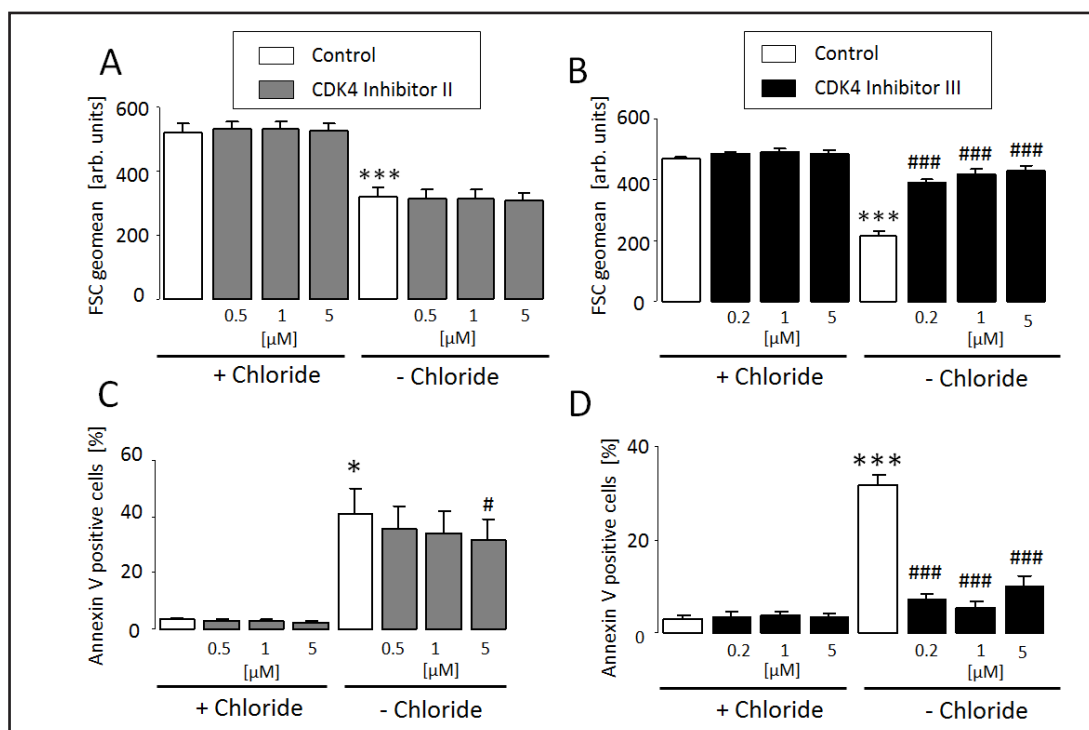 A
Control
CDK4 Inhibitor II
FSC geomean [arb. units]
600
400
200
0
***
0.5 1 5 0.5 1 5
[µM] [µM]
+ Chloride - Chloride
B
Control
CDK4 Inhibitor III
FSC geomean [arb. units]
600
400
200
0
***
### ### ###
0.2 1 5 0.2 1 5
[µM] [µM]
+ Chloride - Chloride
C
Annexin V positive cells [%]
60
40
20
0
*
#
0.5 1 5 0.5 1 5
[µM] [µM]
+ Chloride - Chloride
D
Annexin V positive cells [%]
40
20
0
***
### ### ###
0.2 1 5 0.2 1 5
[µM] [µM]
+ Chloride - Chloride